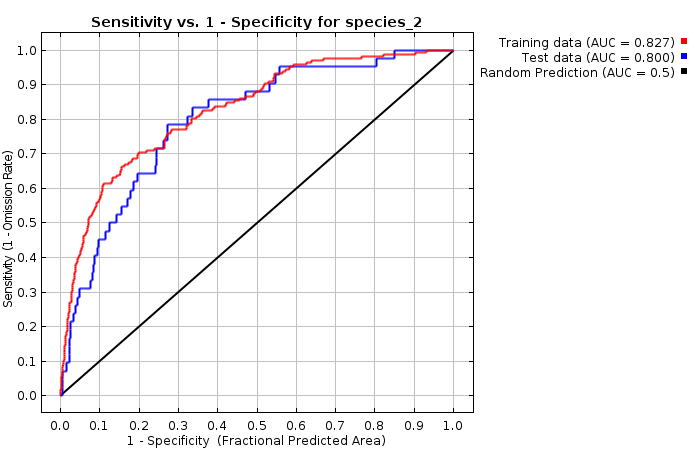 Sensitivity vs. 1 - Specificity for species_2
Training data (AUC = 0.827)
Test data (AUC = 0.800)
Random Prediction (AUC = 0.5)
Sensitivity (1 - Omission Rate)
1.0
0.9
0.8
0.7
0.6
0.5
0.4
0.3
0.2
0.1
0.0
0.0 0.1 0.2 0.3 0.4 0.5 0.6 0.7 0.8 0.9 1.0
1 - Specificity (Fractional Predicted Area)